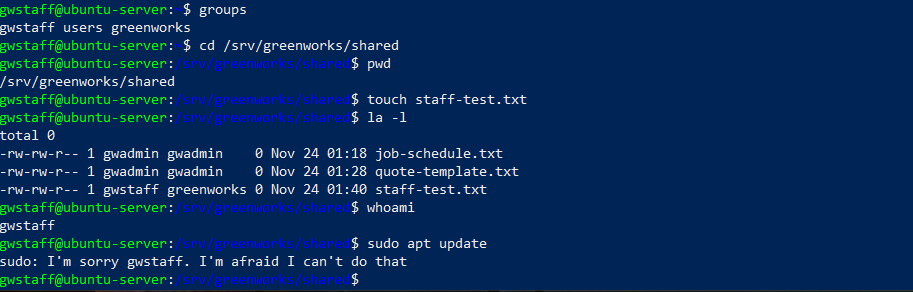 gwstaff@ubuntu-server:~$ groups
gwstaff users greenworks
gwstaff@ubuntu-server:~$ cd /srv/greenworks/shared
gwstaff@ubuntu-server:/srv/greenworks/shared$ pwd
/srv/greenworks/shared
gwstaff@ubuntu-server:/srv/greenworks/shared$ touch staff-test.txt
gwstaff@ubuntu-server:/srv/greenworks/shared$ la -l
total 0
-rw-rw-r-- 1 gwadmin gwadmin    0 Nov 24 01:18 job-schedule.txt
-rw-rw-r-- 1 gwadmin gwadmin    0 Nov 24 01:28 quote-template.txt
-rw-rw-r-- 1 gwstaff greenworks 0 Nov 24 01:40 staff-test.txt
gwstaff@ubuntu-server:/srv/greenworks/shared$ whoami
gwstaff
gwstaff@ubuntu-server:/srv/greenworks/shared$ sudo apt update
sudo: I'm sorry gwstaff. I'm afraid I can't do that
gwstaff@ubuntu-server:/srv/greenworks/shared$